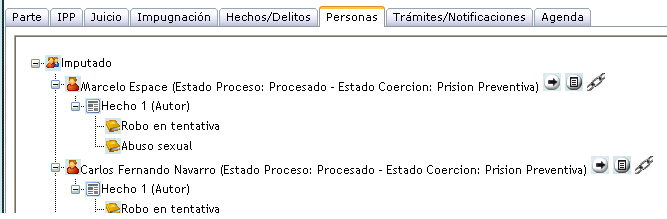 Parte IPP Juicio Impugnación Hechos/Delitos Personas Trámites/Notificaciones Agenda
Imputado
Marcelo Espace (Estado Proceso: Procesado - Estado Coercion: Prision Preventiva)
Hecho 1 (Autor)
Robo en tentativa
Abuso sexual
Carlos Fernando Navarro (Estado Proceso: Procesado - Estado Coercion: Prision Preventiva)
Hecho 1 (Autor)
Robo en tentativa